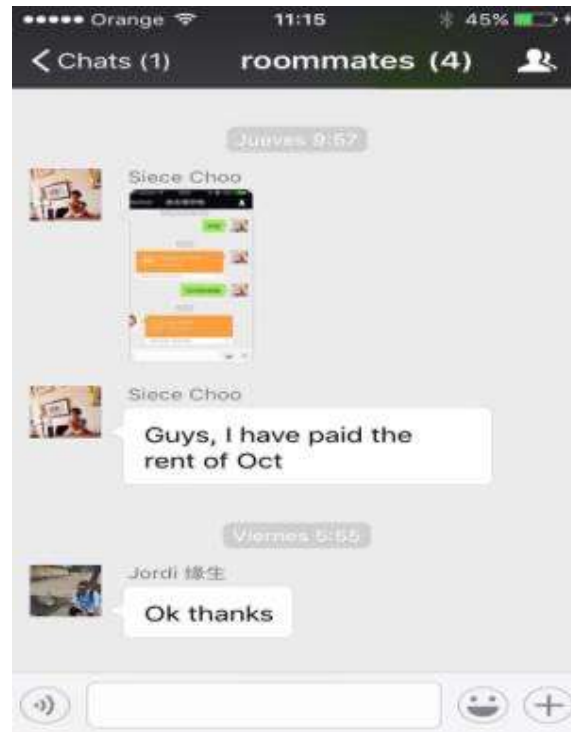 Orange 11:15 45%
Chats (1) roommates (4)
Jueves 9:57
Siece Choo
Siece Choo
Guys, I have paid the
rent of Oct
Viernes 5:55
Jordi 缘生
Ok thanks